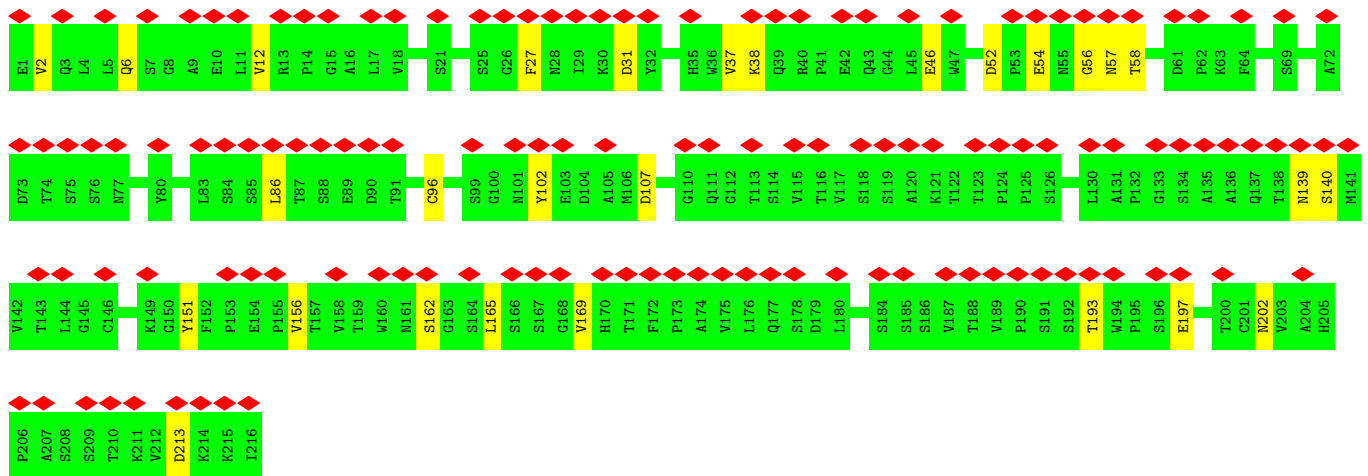 E1 V2 Q3 L4 L5 Q6 S7 G8 A9 E10 L11 V12 R13 P14 G15 A16 L17 V18 S21 S25 G26 F27 N28 I29 K30 D31 Y32 H35 W36 V37 K38 Q39 R40 P41 E42 Q43 G44 L45 E46 W47 D52 P53 E54 N55 G56 N57 T58 D61 P62 K63 F64 S69 A72
D73 T74 S75 S76 N77 Y80 L83 S84 S85 L86 T87 S88 E89 D90 T91 C96 S99 G100 N101 Y102 E103 D104 A105 M106 D107 G110 Q111 G112 T113 S114 V115 T116 V117 S118 S119 A120 K121 T122 T123 P124 P125 S126 L130 A131 P132 G133 S134 A135 A136 Q137 T138 N139 S140 M141
V142 T143 L144 G145 C146 K149 G150 Y151 F152 P153 E154 P155 V156 T157 V158 T159 W160 N161 S162 G163 S164 L165 S166 S167 G168 V169 H170 T171 F172 P173 A174 V175 L176 Q177 S178 D179 L180 S184 S185 S186 V187 T188 V189 P190 S191 S192 T193 W194 P195 S196 E197 T200 C201 N202 V203 A204 H205
P206 A207 S208 S209 T210 K211 V212 D213 K214 K215 I216